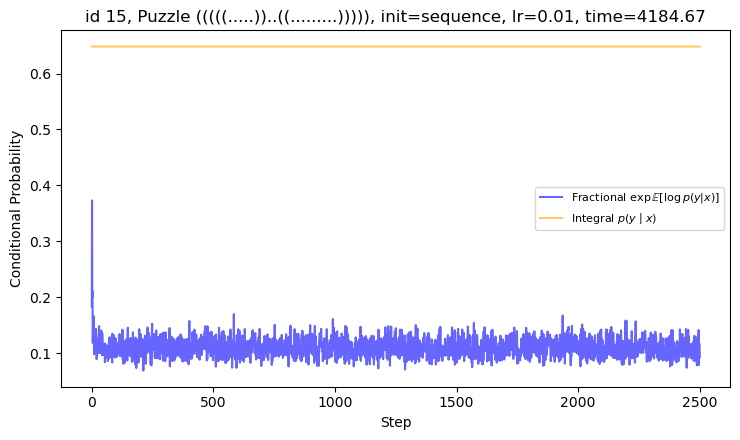 id 15, Puzzle (((((.....))..((.........))))), init=sequence, lr=0.01, time=4184.67
Conditional Probability
0.6
0.5
0.4
0.3
0.2
0.1
Fractional exp𝔼[log p(y|x)]
Integral p(y | x)
0 500 1000 1500 2000 2500
Step